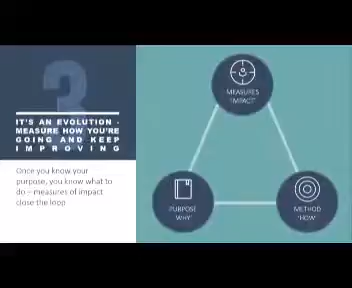 3
IT'S AN EVOLUTION -
MEASURE HOW YOU'RE
GOING AND KEEP
IMPROVING
Once you know your
purpose, you know what to
do – measures of impact
close the loop
MEASURES
'IMPACT'
PURPOSE
'WHY'
METHOD
'HOW'